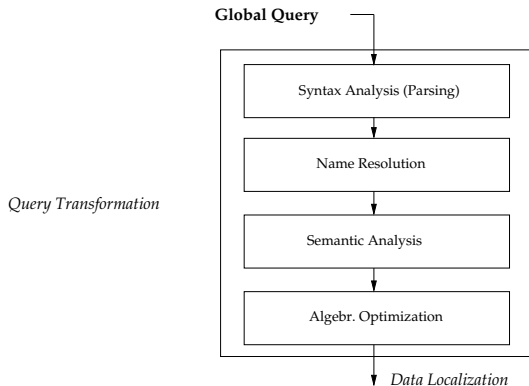 Global Query
Syntax Analysis (Parsing)
Name Resolution
Query Transformation
Semantic Analysis
Algebr. Optimization
Data Localization